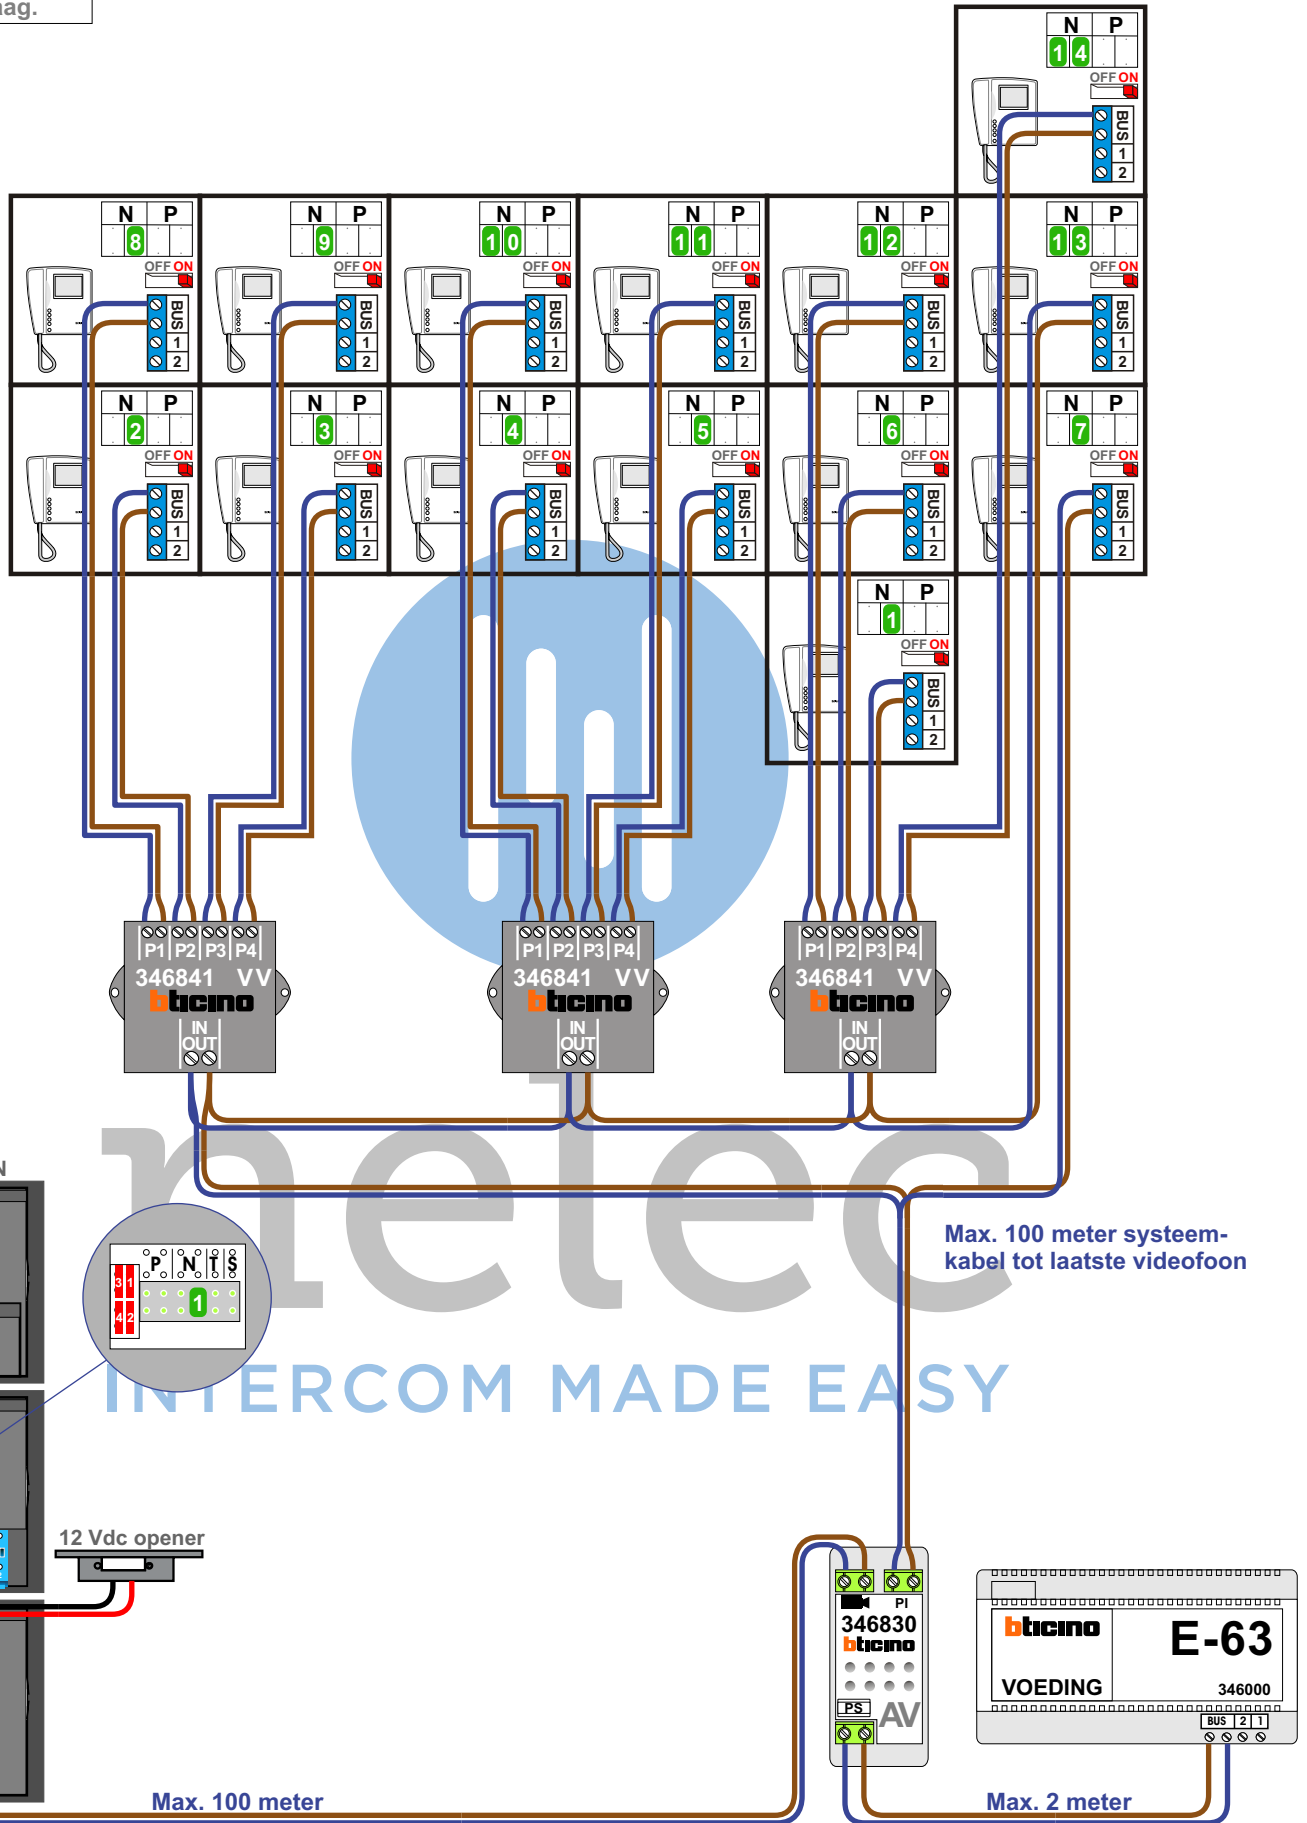 aag.
N P
14
OFF ON
BUS
1
2
N P
8
OFF ON
BUS
1
2
N P
9
OFF ON
BUS
1
2
N P
10
OFF ON
BUS
1
2
N P
11
OFF ON
BUS
1
2
N P
12
OFF ON
BUS
1
2
N P
13
OFF ON
BUS
1
2
N P
2
OFF ON
BUS
1
2
N P
3
OFF ON
BUS
1
2
N P
4
OFF ON
BUS
1
2
N P
5
OFF ON
BUS
1
2
N P
6
OFF ON
BUS
1
2
N P
7
OFF ON
BUS
1
2
N P
1
OFF ON
BUS
1
2
P1 P2 P3 P4
346841 VV
bticino
IN
OUT
P1 P2 P3 P4
346841 VV
bticino
IN
OUT
P1 P2 P3 P4
346841 VV
bticino
IN
OUT
nelec
INTERCOM MADE EASY
N
P N T S
3 1
4 2
1
Max. 100 meter systeem-
kabel tot laatste videofoon
12 Vdc opener
PI
346830
bticino
PS
AV
bticino
E-63
VOEDING
346000
BUS 2 1
Max. 100 meter
Max. 2 meter